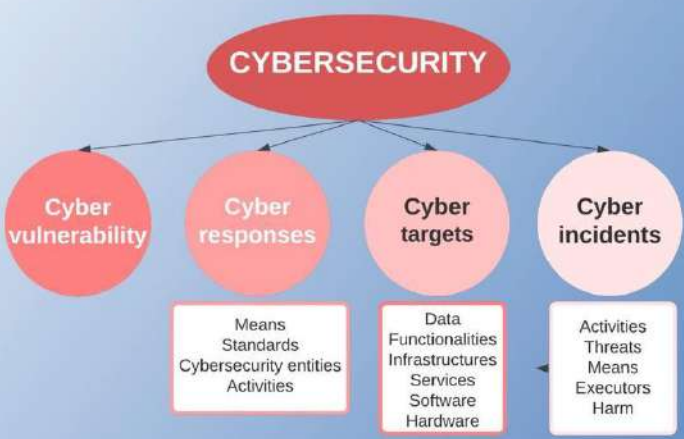 CYBERSECURITY
Cyber
vulnerability
Cyber
responses
Cyber
targets
Cyber
incidents
Means
Standards
Cybersecurity entities
Activities
Data
Functionalities
Infrastructures
Services
Software
Hardware
Activities
Threats
Means
Executors
Harm